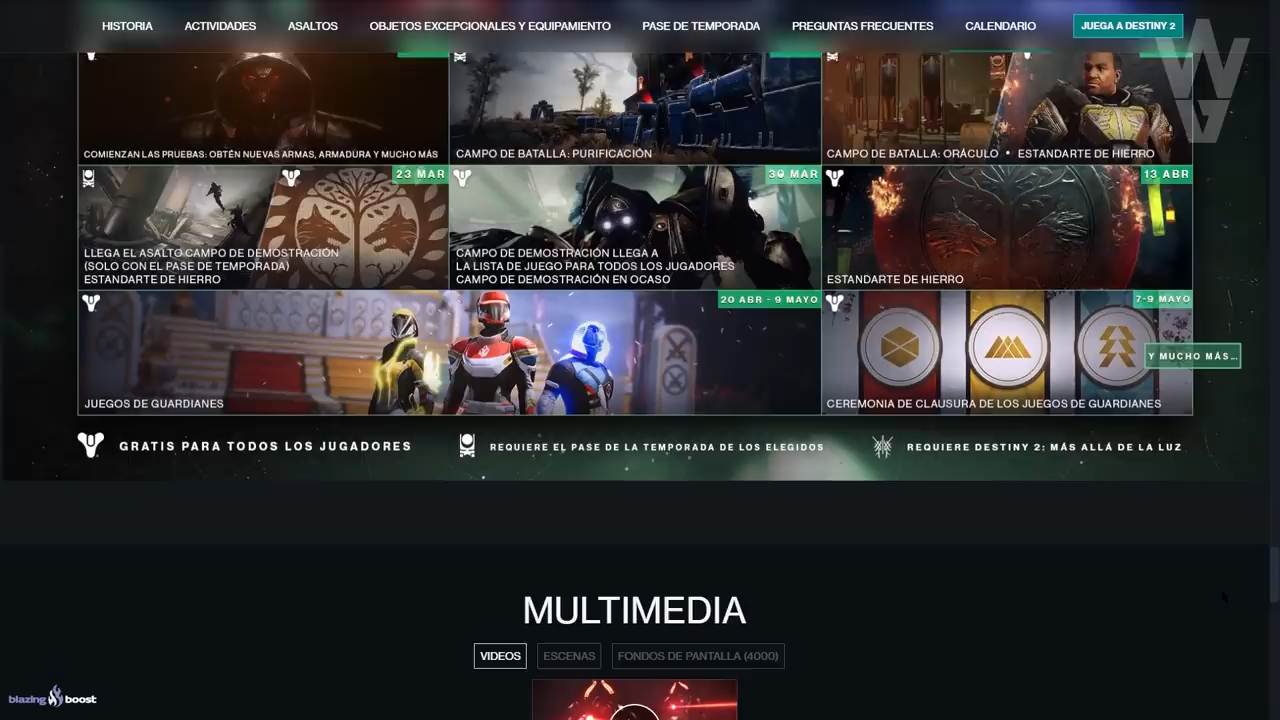 HISTORIA
ACTIVIDADES
ASALTOS
OBJETOS EXCEPCIONALES Y EQUIPAMIENTO
PASE DE TEMPORADA
PREGUNTAS FRECUENTES
CALENDARIO
JUEGA A DESTINY 2
COMIENZAN LAS PRUEBAS: OBTÉN NUEVAS ARMAS, ARMADURA Y MUCHO MÁS
CAMPO DE BATALLA: PURIFICACIÓN
CAMPO DE BATALLA: ORÁCULO • ESTANDARTE DE HIERRO
23 MAR
LLEGA EL ASALTO CAMPO DE DEMOSTRACIÓN
(SOLO CON EL PASE DE TEMPORADA)
ESTANDARTE DE HIERRO
30 MAR
CAMPO DE DEMOSTRACIÓN LLEGA A
LA LISTA DE JUEGO PARA TODOS LOS JUGADORES
CAMPO DE DEMOSTRACIÓN EN OCASO
13 ABR
ESTANDARTE DE HIERRO
20 ABR - 9 MAYO
JUEGOS DE GUARDIANES
7-9 MAYO
Y MUCHO MÁS...
CEREMONIA DE CLAUSURA DE LOS JUEGOS DE GUARDIANES
GRATIS PARA TODOS LOS JUGADORES
REQUIERE EL PASE DE LA TEMPORADA DE LOS ELEGIDOS
REQUIERE DESTINY 2: MÁS ALLÁ DE LA LUZ
MULTIMEDIA
VIDEOS
ESCENAS
FONDOS DE PANTALLA (4000)
blazing boost